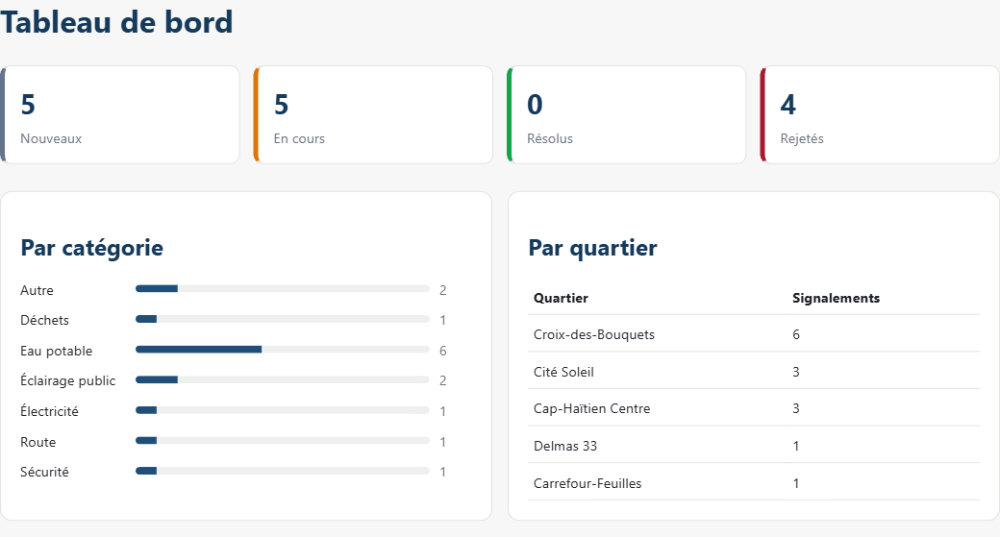 Tableau de bord
5
Nouveaux
5
En cours
0
Résolus
4
Rejetés
Par catégorie
Autre 2
Déchets 1
Eau potable 6
Éclairage public 2
Électricité 1
Route 1
Sécurité 1
Par quartier
Quartier Signalements
Croix-des-Bouquets 6
Cité Soleil 3
Cap-Haïtien Centre 3
Delmas 33 1
Carrefour-Feuilles 1